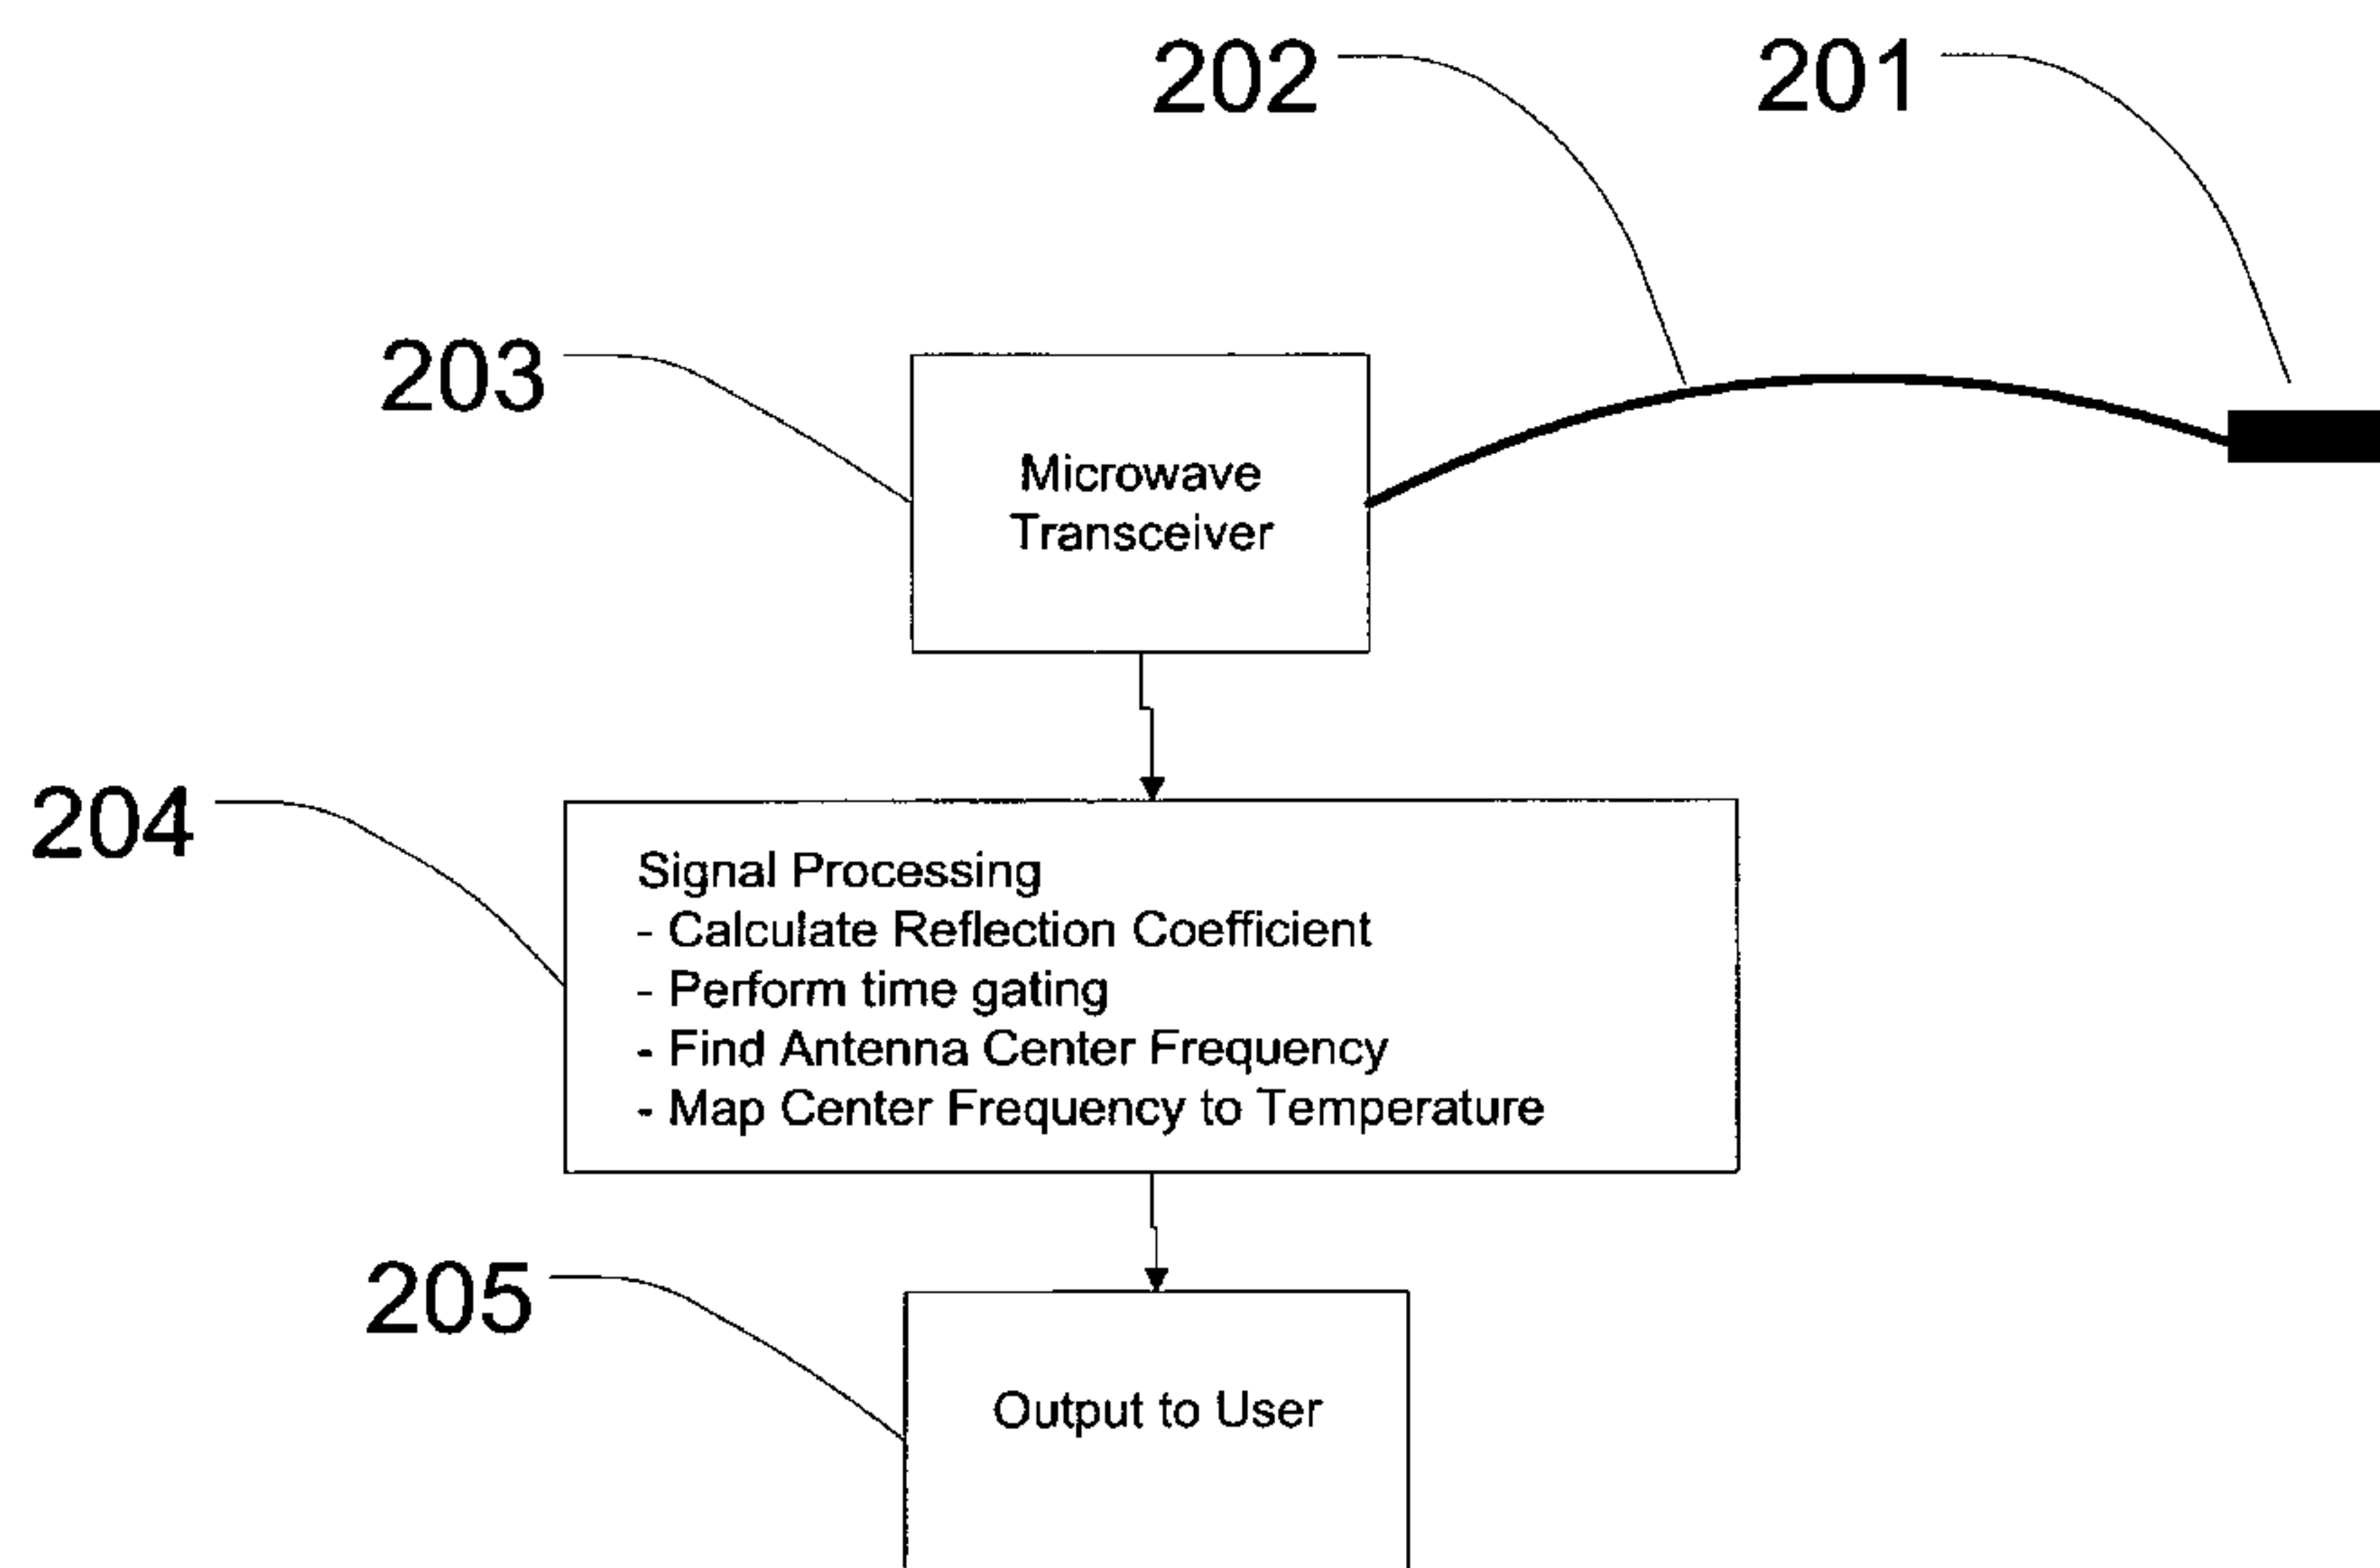 202
201
203
Microwave
Transceiver
204
Signal Processing
- Calculate Reflection Coefficient
- Perform time gating
- Find Antenna Center Frequency
- Map Center Frequency to Temperature
205
Output to User